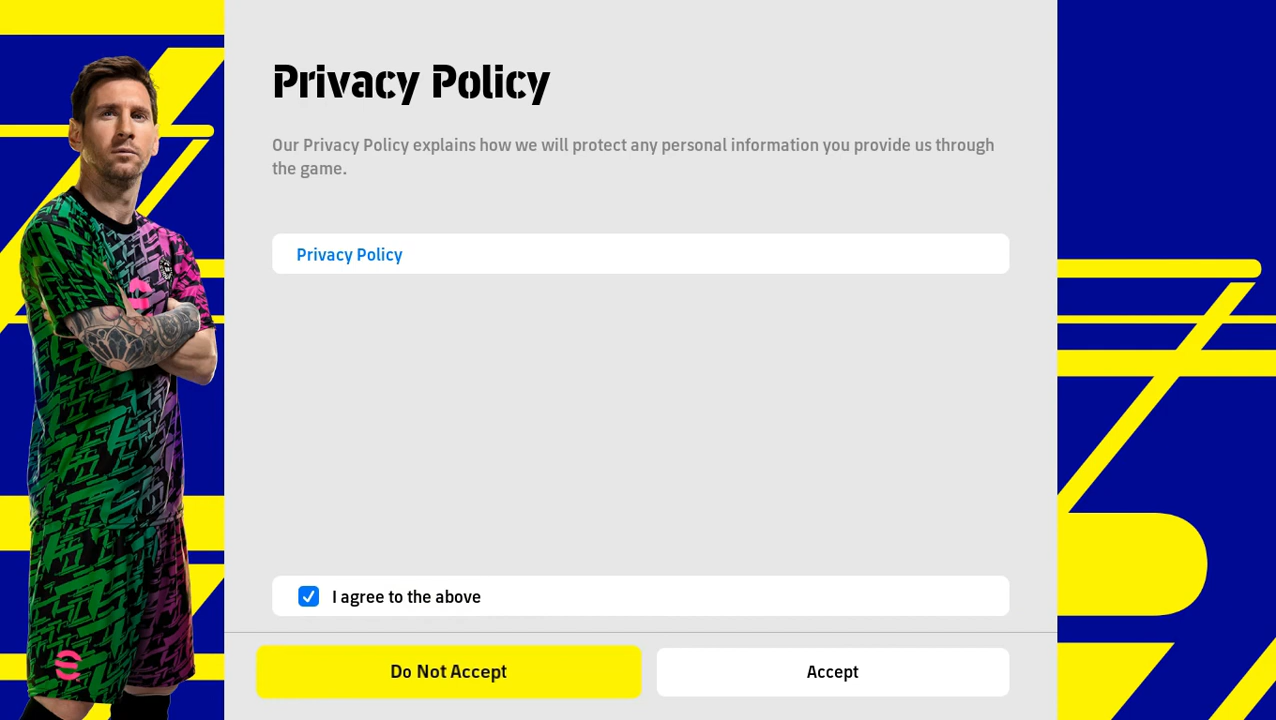 Privacy Policy
Our Privacy Policy explains how we will protect any personal information you provide us through
the game.
Privacy Policy
I agree to the above
Do Not Accept
Accept